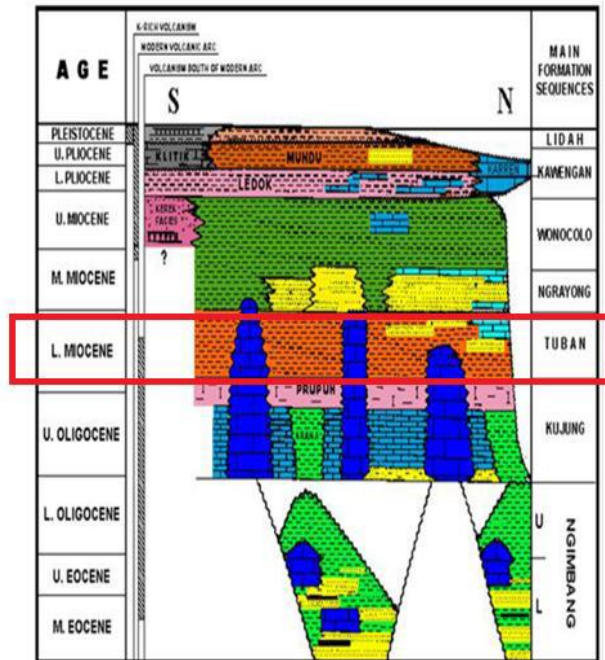 AGE
K-RICH VOLCANISM
MODERN VOLCANIC ARC
VOLCANISM SOUTH OF MODERN ARC
S
N
MAIN
FORMATION
SEQUENCES
PLEISTOCENE
LIDAH
U. PLIOCENE
KLITIK
MUNDU
KAWENGAN
L. PLIOCENE
LEDOK
U. MIOCENE
KEREK
FACIES
WONOCOLO
?
M. MIOCENE
NGRAYONG
L. MIOCENE
TUBAN
PRUPUH
U. OLIGOCENE
KUJUNG
L. OLIGOCENE
U
NGIMBANG
U. EOCENE
L
M. EOCENE